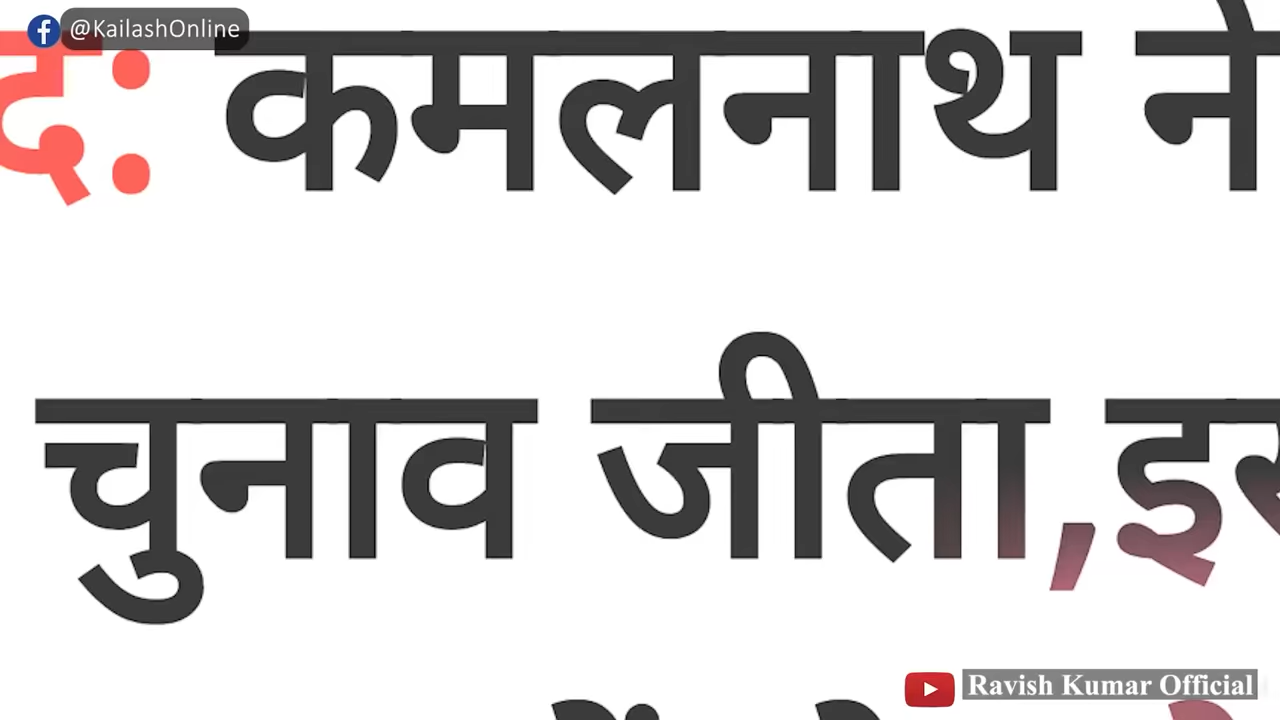 @KailashOnline
द: कमलनाथ ने
चुनाव जीता,
Ravish Kumar Official